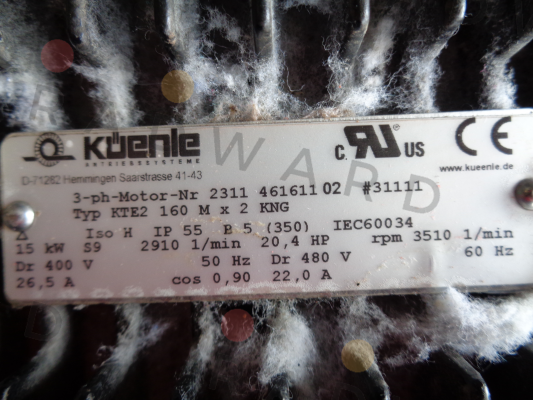 KüenLe
ANTRIEBSSYSTEME
C. UR US
CE
D-71282 Hemmingen Saarstrasse 41-43
www.kueenle.de
3-ph-Motor-Nr 2311 461611 02 #31111
Typ KTE2 160 M x 2 KNG
Δ Iso H IP 55 B 5 (350) IEC60034
15 kW S9 2910 1/min 20,4 HP rpm 3510 1/min
Dr 400 V 50 Hz Dr 480 V 60 Hz
26,5 A cos 0,90 22,0 A